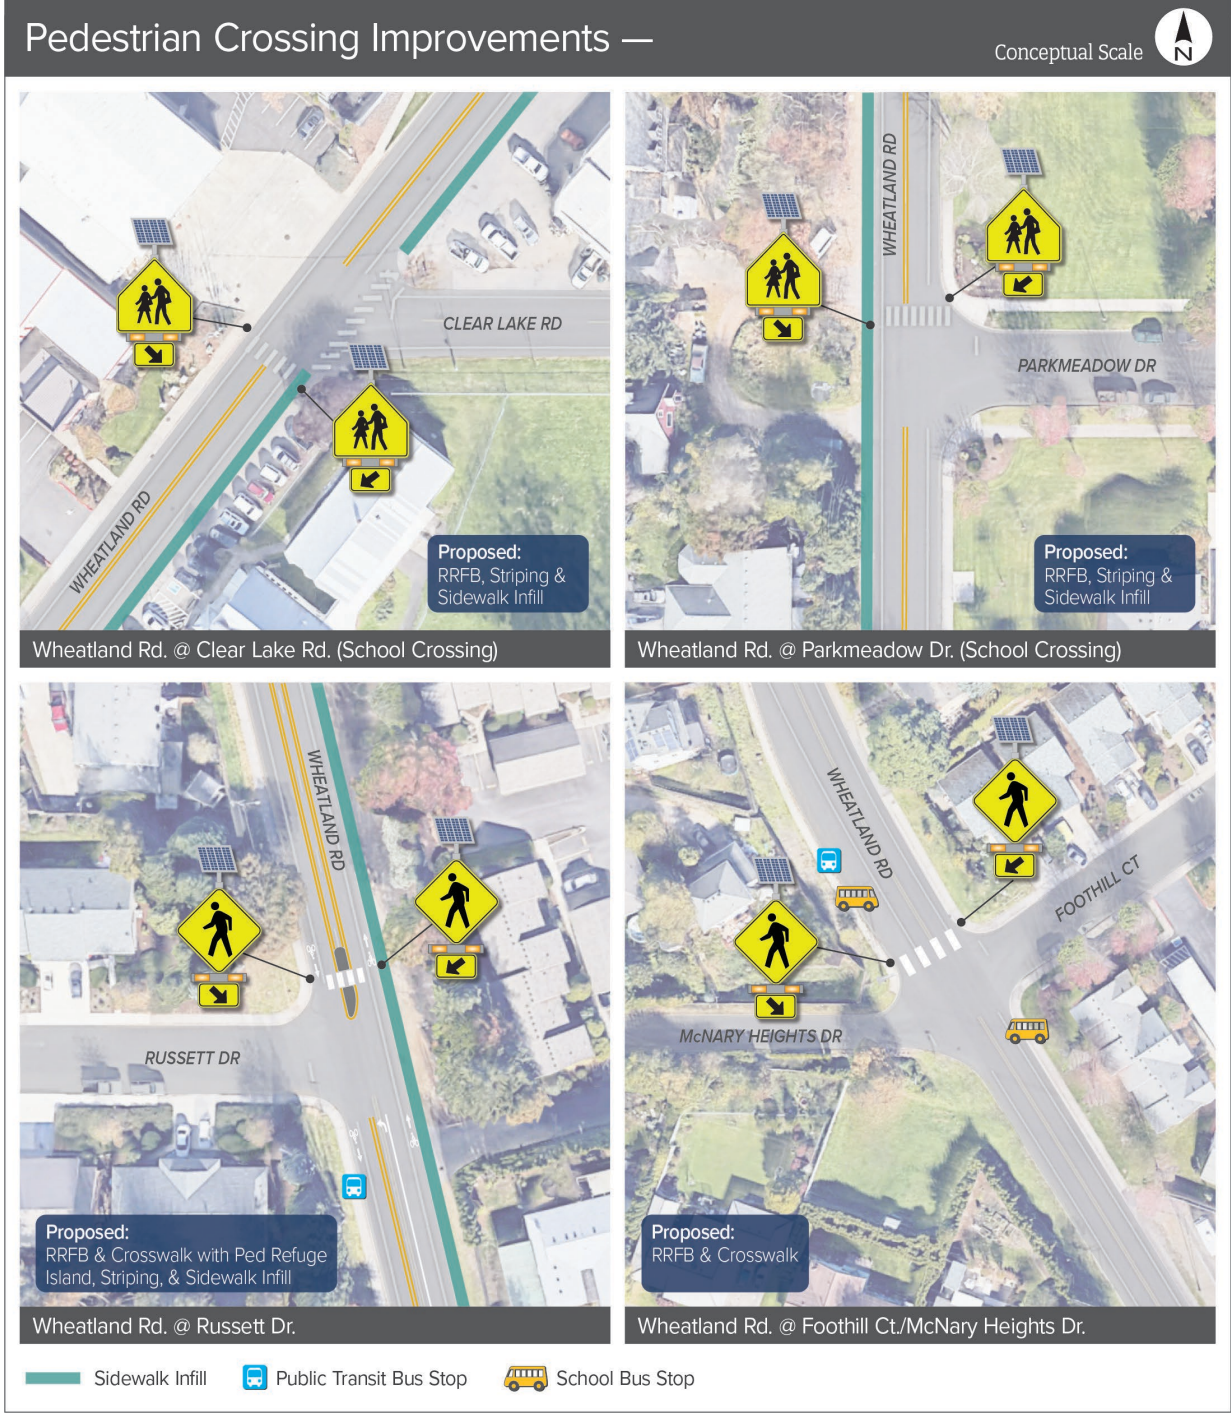 Pedestrian Crossing Improvements —
Conceptual Scale
N
CLEAR LAKE RD
WHEATLAND RD
Proposed:
RRFB, Striping &
Sidewalk Infill
Wheatland Rd. @ Clear Lake Rd. (School Crossing)
WHEATLAND RD
PARKMEADOW DR
Proposed:
RRFB, Striping &
Sidewalk Infill
Wheatland Rd. @ Parkmeadow Dr. (School Crossing)
WHEATLAND RD
RUSSETT DR
Proposed:
RRFB & Crosswalk with Ped Refuge
Island, Striping, & Sidewalk Infill
Wheatland Rd. @ Russett Dr.
WHEATLAND RD
FOOTHILL CT
McNARY HEIGHTS DR
Proposed:
RRFB & Crosswalk
Wheatland Rd. @ Foothill Ct./McNary Heights Dr.
Sidewalk Infill
Public Transit Bus Stop
School Bus Stop